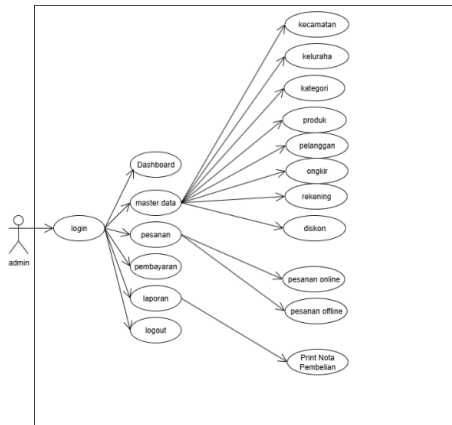 kecamatan
keluraha
kategori
produk
pelanggan
ongkir
rekening
diskon
Dashboard
master data
pesanan
pembayaran
laporan
logout
login
admin
pesanan online
pesanan offline
Print Nota
Pembelian